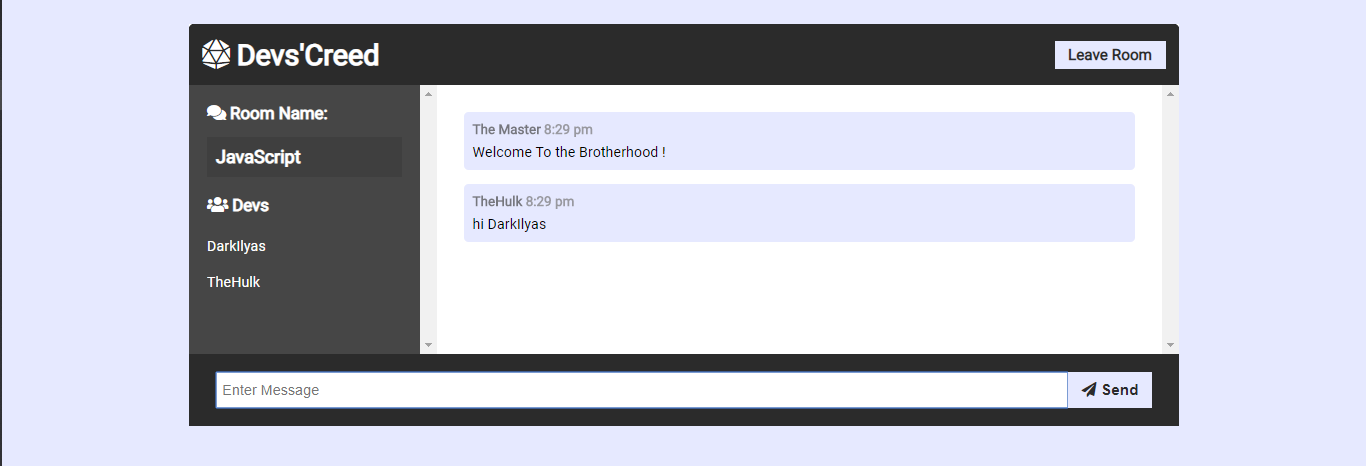 Devs'Creed
Leave Room
Room Name:
JavaScript
Devs
DarkIlyas
TheHulk
The Master 8:29 pm
Welcome To the Brotherhood !
TheHulk 8:29 pm
hi DarkIlyas
Enter Message
Send